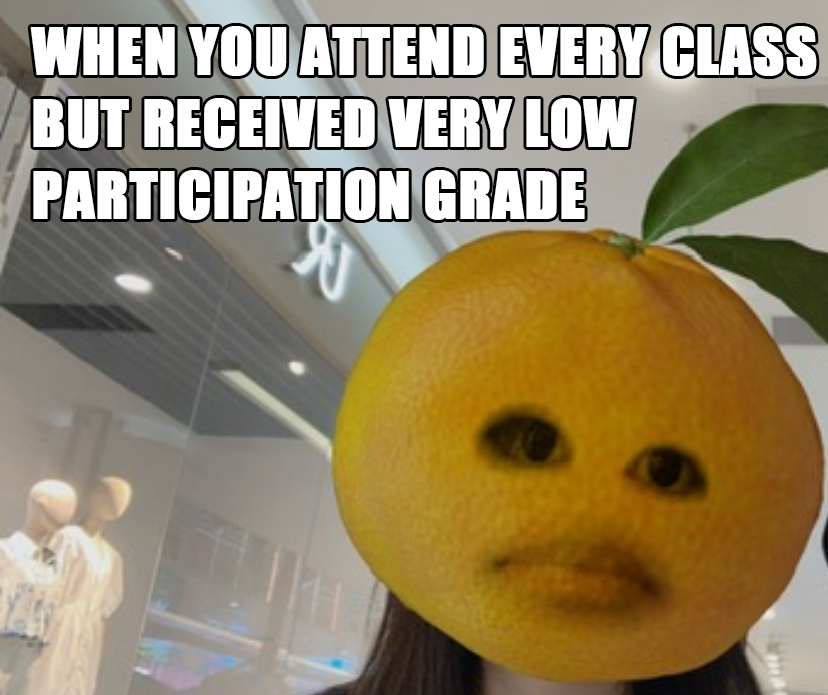 WHEN YOU ATTEND EVERY CLASS
BUT RECEIVED VERY LOW
PARTICIPATION GRADE